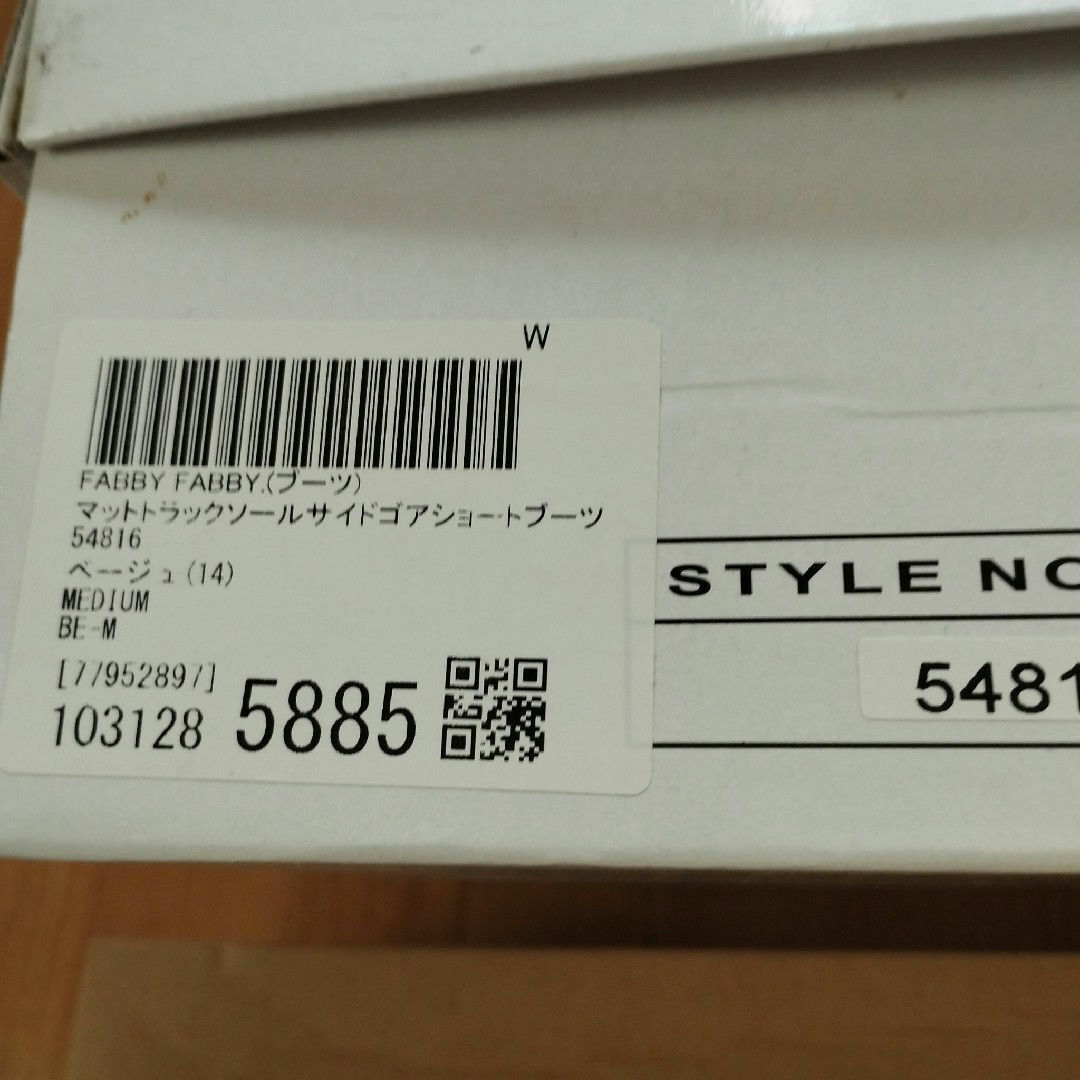 W
FABBY FABBY.(ブーツ)
マットトラックソールサイドゴアショートブーツ
54816
ベージュ(14)
MEDIUM
BE-M
[77952897]
103128 5885
STYLE NO
5481